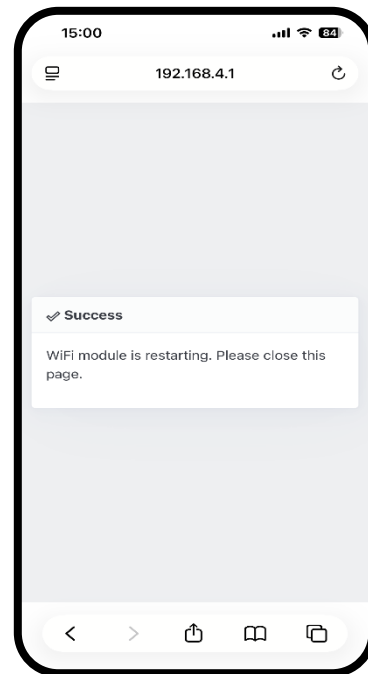 15:00
84
192.168.4.1
Success
WiFi module is restarting. Please close this
page.